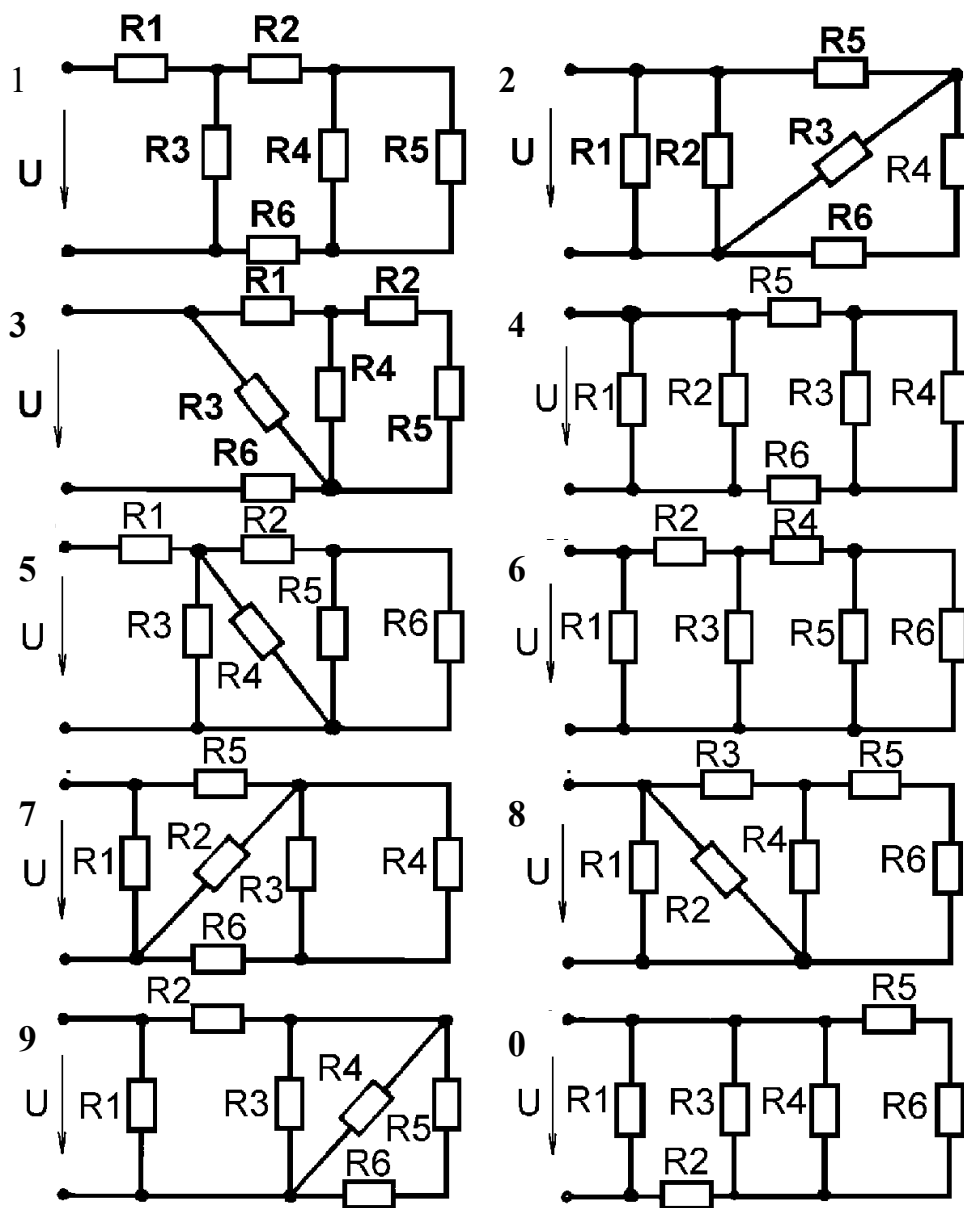 R1 R2
1
R3 R4 R5
U
R6
R5
2
R3
U R1 R2 R4
R6
R1 R2
3
R4
U R3
R5
R6
R5
4
U R1 R2 R3 R4
R6
R1 R2
5
R5
R3 R6
U R4
R2 R4
6
R1 R3 R5 R6
U
R5
7
R2
U R1 R3 R4
R6
R3 R5
8
R4
U R1 R6
R2
R2
9
R4
U R1 R3 R5
R6
R5
0
U R1 R3 R4 R6
R2